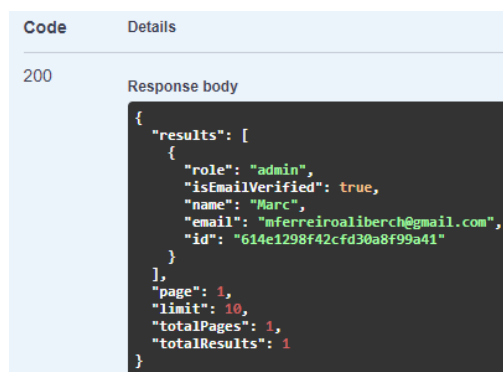 Code Details
200
Response body
{
  "results": [
    {
      "role": "admin",
      "isEmailVerified": true,
      "name": "Marc",
      "email": "mferreiroaliberch@gmail.com",
      "id": "614e1298f42cfd30a8f99a41"
    }
  ],
  "page": 1,
  "limit": 10,
  "totalPages": 1,
  "totalResults": 1
}